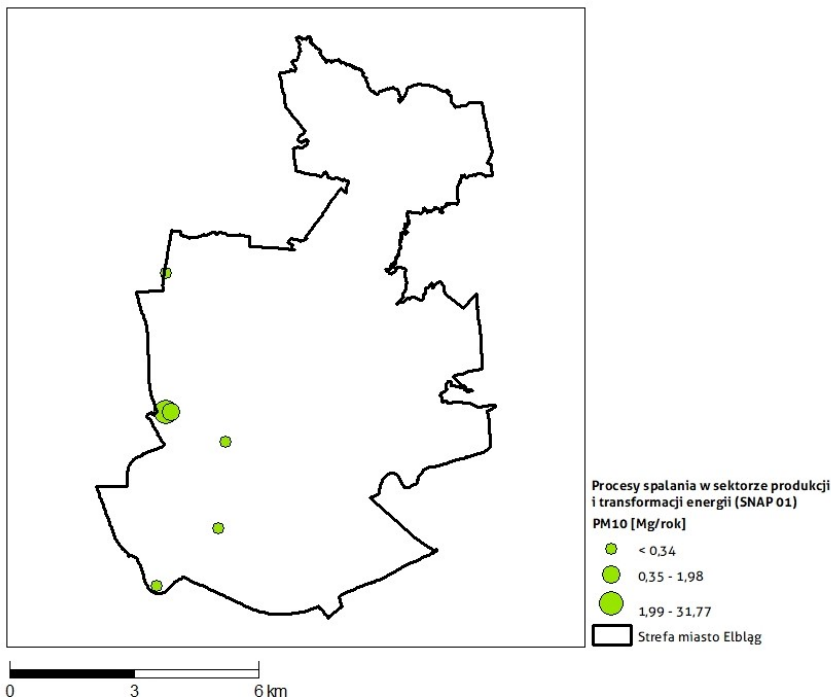 Procesy spalania w sektorze produkcji
i transformacji energii (SNAP 01)
PM10 [Mg/rok]
< 0,34
0,35 - 1,98
1,99 - 31,77
Strefa miasto Elbląg
0 3 6 km